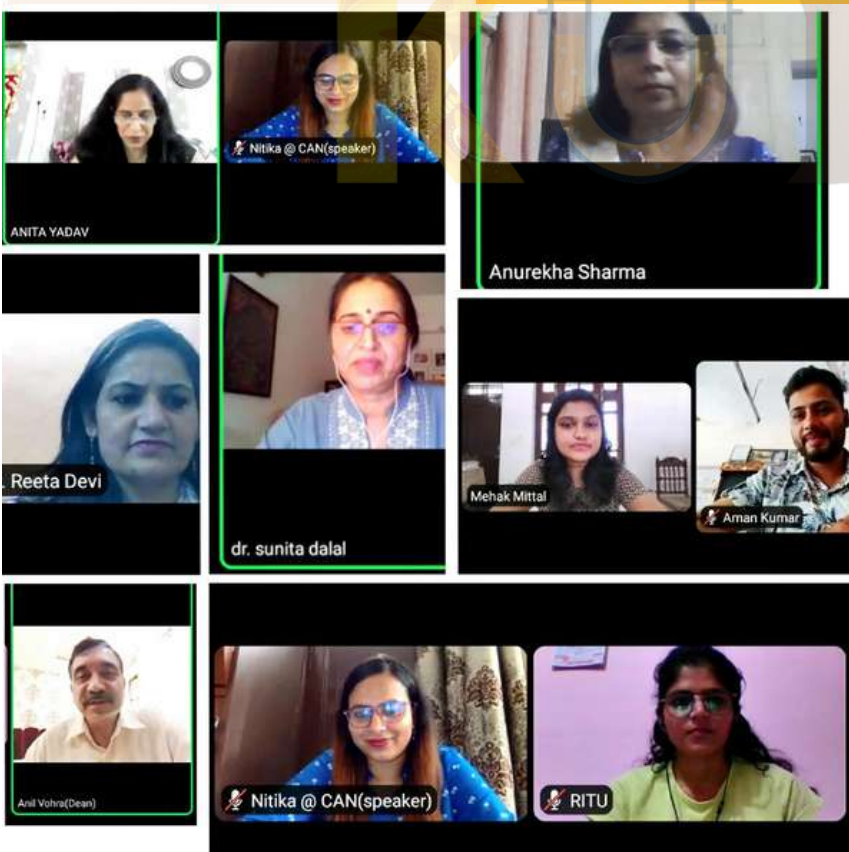 ANITA YADAV
Nitika @ CAN(speaker)
Anurekha Sharma
. Reeta Devi
dr. sunita dalal
Mehak Mittal
Aman Kumar
Anil Vohra(Dean)
Nitika @ CAN(speaker)
RITU